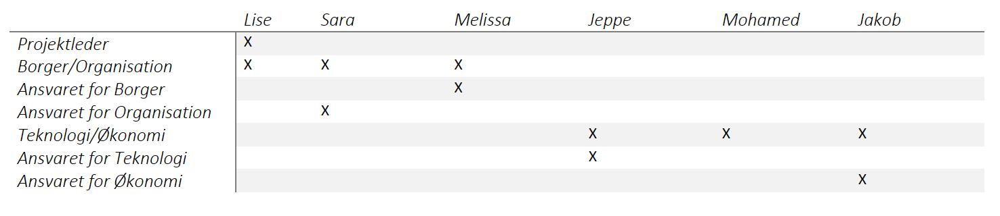 Lise Sara Melissa Jeppe Mohamed Jakob
Projektleder X
Borger/Organisation X X X
Ansvaret for Borger X
Ansvaret for Organisation X
Teknologi/Økonomi X X X
Ansvaret for Teknologi X
Ansvaret for Økonomi X